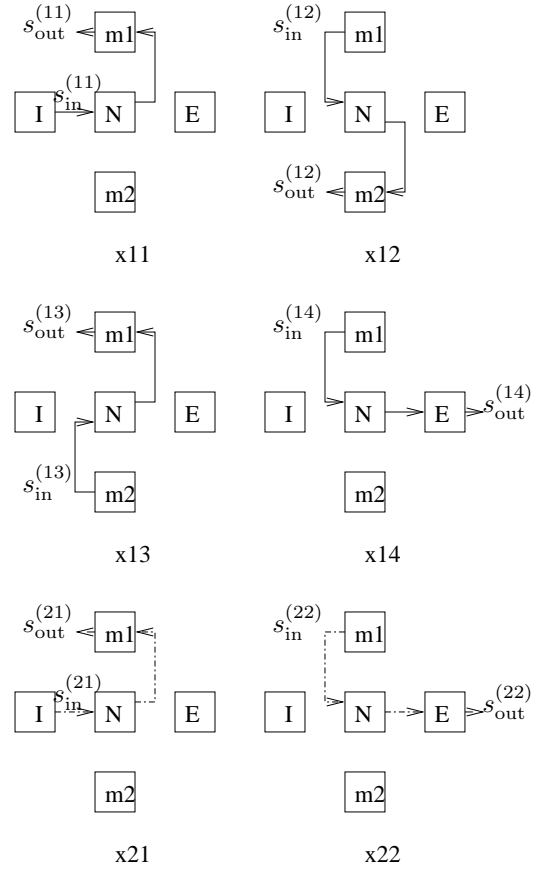 s_out^(11) m1 s_in^(12) m1
s_in^(11)
I N E I N E
m2 s_out^(12) m2
x11 x12
s_out^(13) m1 s_in^(14) m1
I N E I N E s_out^(14)
s_in^(13) m2 m2
x13 x14
s_out^(21) m1 s_in^(22) m1
s_in^(21)
I N E I N E s_out^(22)
m2 m2
x21 x22